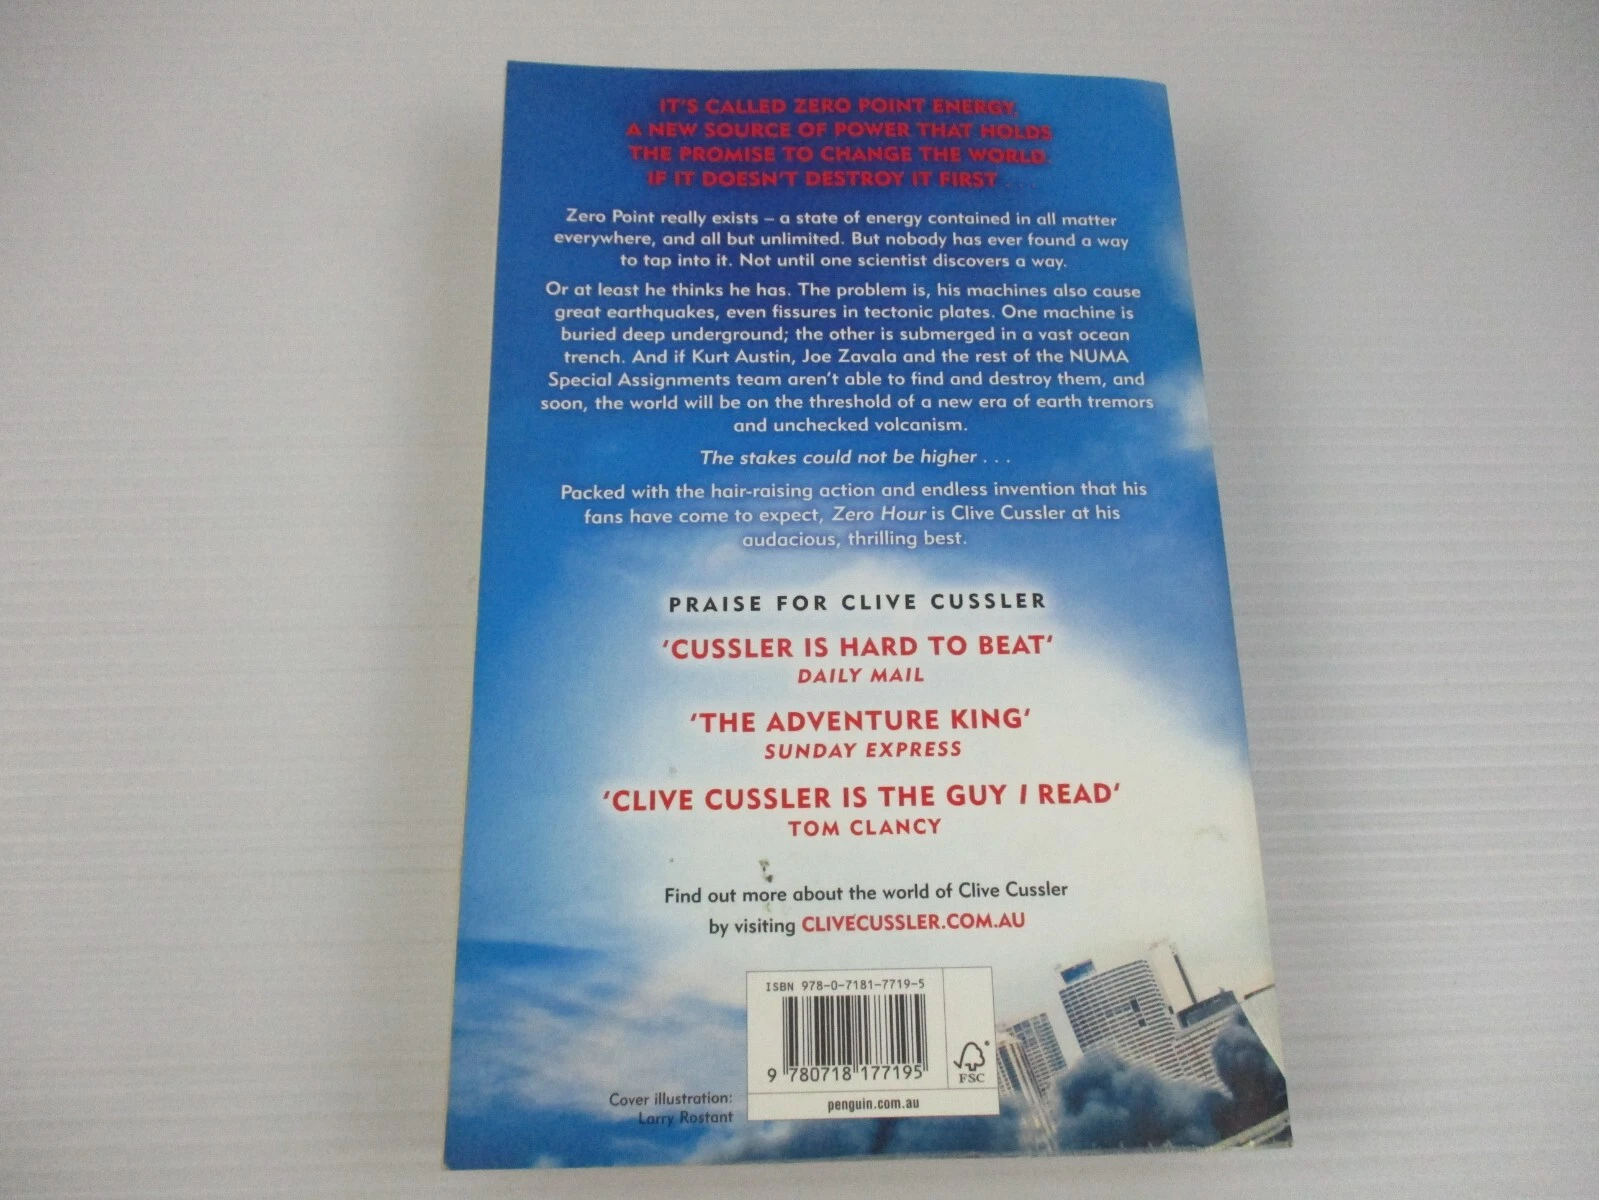 IT'S CALLED ZERO POINT ENERGY.
A NEW SOURCE OF POWER THAT HOLDS
THE PROMISE TO CHANGE THE WORLD.
IF IT DOESN'T DESTROY IT FIRST . . .
Zero Point really exists – a state of energy contained in all matter
everywhere, and all but unlimited. But nobody has ever found a way
to tap into it. Not until one scientist discovers a way.
Or at least he thinks he has. The problem is, his machines also cause
great earthquakes, even fissures in tectonic plates. One machine is
buried deep underground; the other is submerged in a vast ocean
trench. And if Kurt Austin, Joe Zavala and the rest of the NUMA
Special Assignments team aren't able to find and destroy them, and
soon, the world will be on the threshold of a new era of earth tremors
and unchecked volcanism.
The stakes could not be higher . . .
Packed with the hair-raising action and endless invention that his
fans have come to expect, Zero Hour is Clive Cussler at his
audacious, thrilling best.
PRAISE FOR CLIVE CUSSLER
'CUSSLER IS HARD TO BEAT'
DAILY MAIL
'THE ADVENTURE KING'
SUNDAY EXPRESS
'CLIVE CUSSLER IS THE GUY I READ'
TOM CLANCY
Find out more about the world of Clive Cussler
by visiting CLIVECUSSLER.COM.AU
ISBN 978-0-7181-7719-5
9 780718 177195
FSC
penguin.com.au
Cover illustration:
Larry Rostant